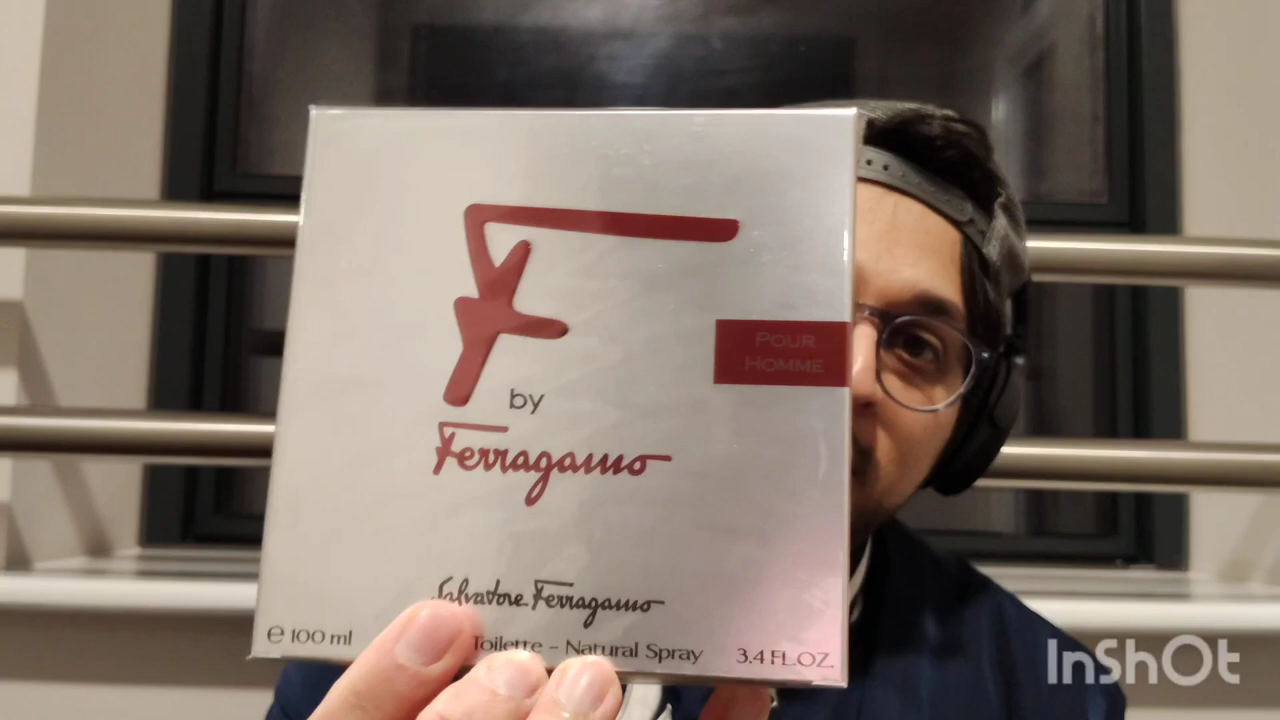 F
by
Ferragamo
POUR
HOMME
Salvatore Ferragamo
e 100 ml
Toilette - Natural Spray
3.4 FL.OZ
InShOt